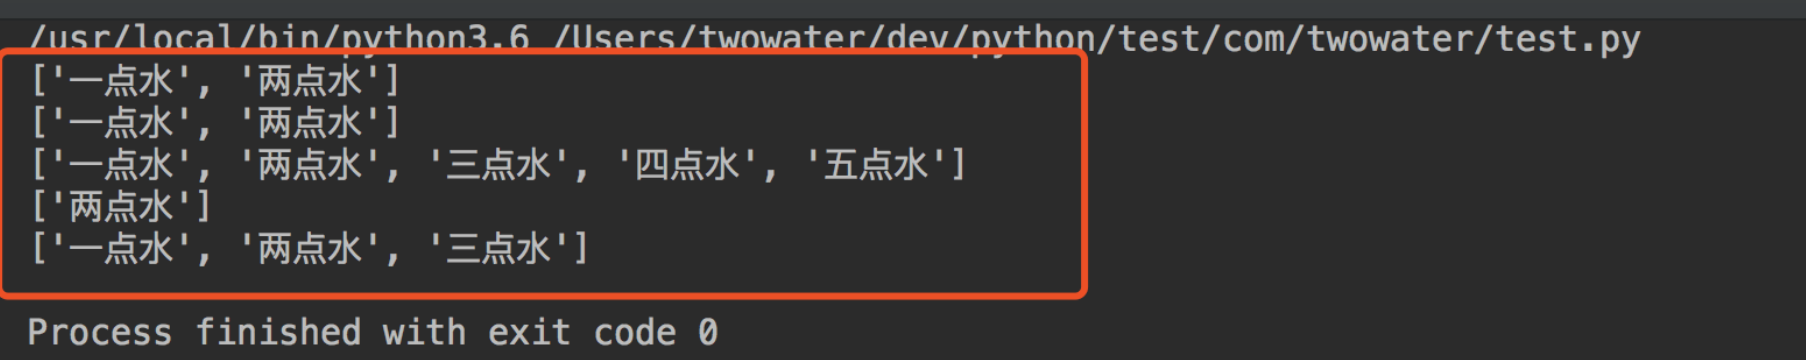 /usr/local/bin/python3.6 /Users/twowater/dev/python/test/com/twowater/test.py
['一点水', '两点水']
['一点水', '两点水']
['一点水', '两点水', '三点水', '四点水', '五点水']
['两点水']
['一点水', '两点水', '三点水']
Process finished with exit code 0